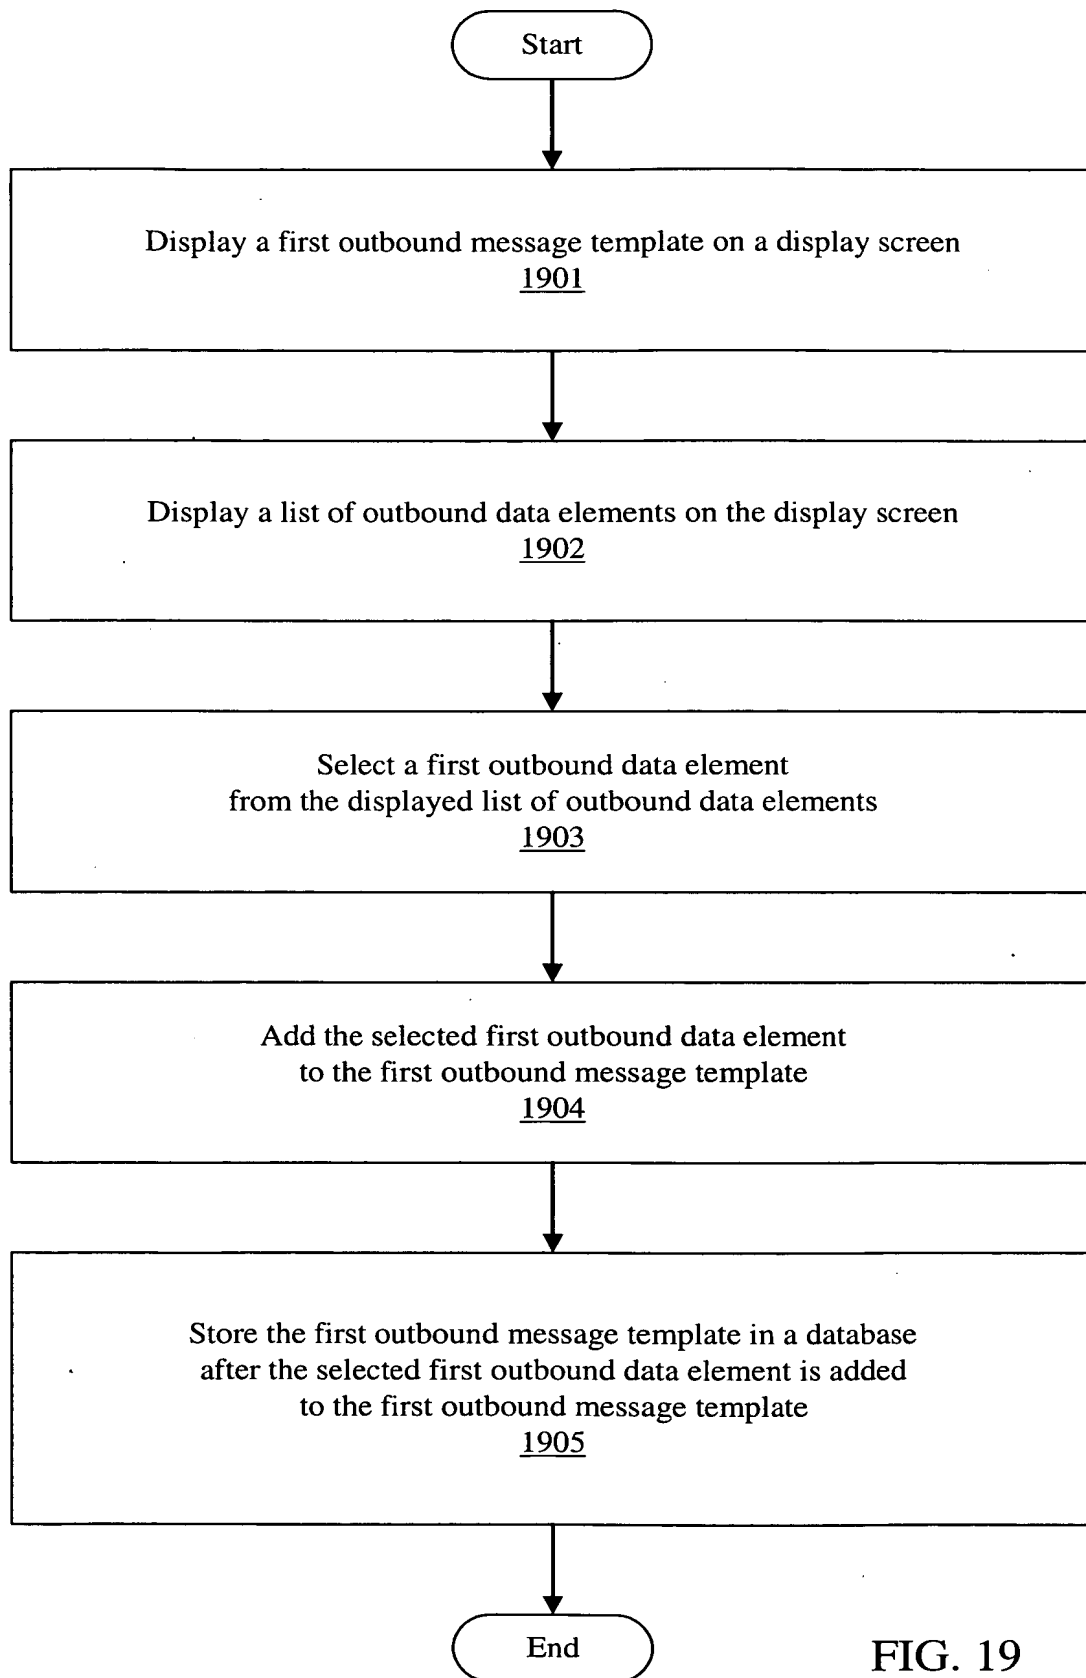 Start
Display a first outbound message template on a display screen
1901
Display a list of outbound data elements on the display screen
1902
Select a first outbound data element
from the displayed list of outbound data elements
1903
Add the selected first outbound data element
to the first outbound message template
1904
Store the first outbound message template in a database
after the selected first outbound data element is added
to the first outbound message template
1905
End
FIG. 19